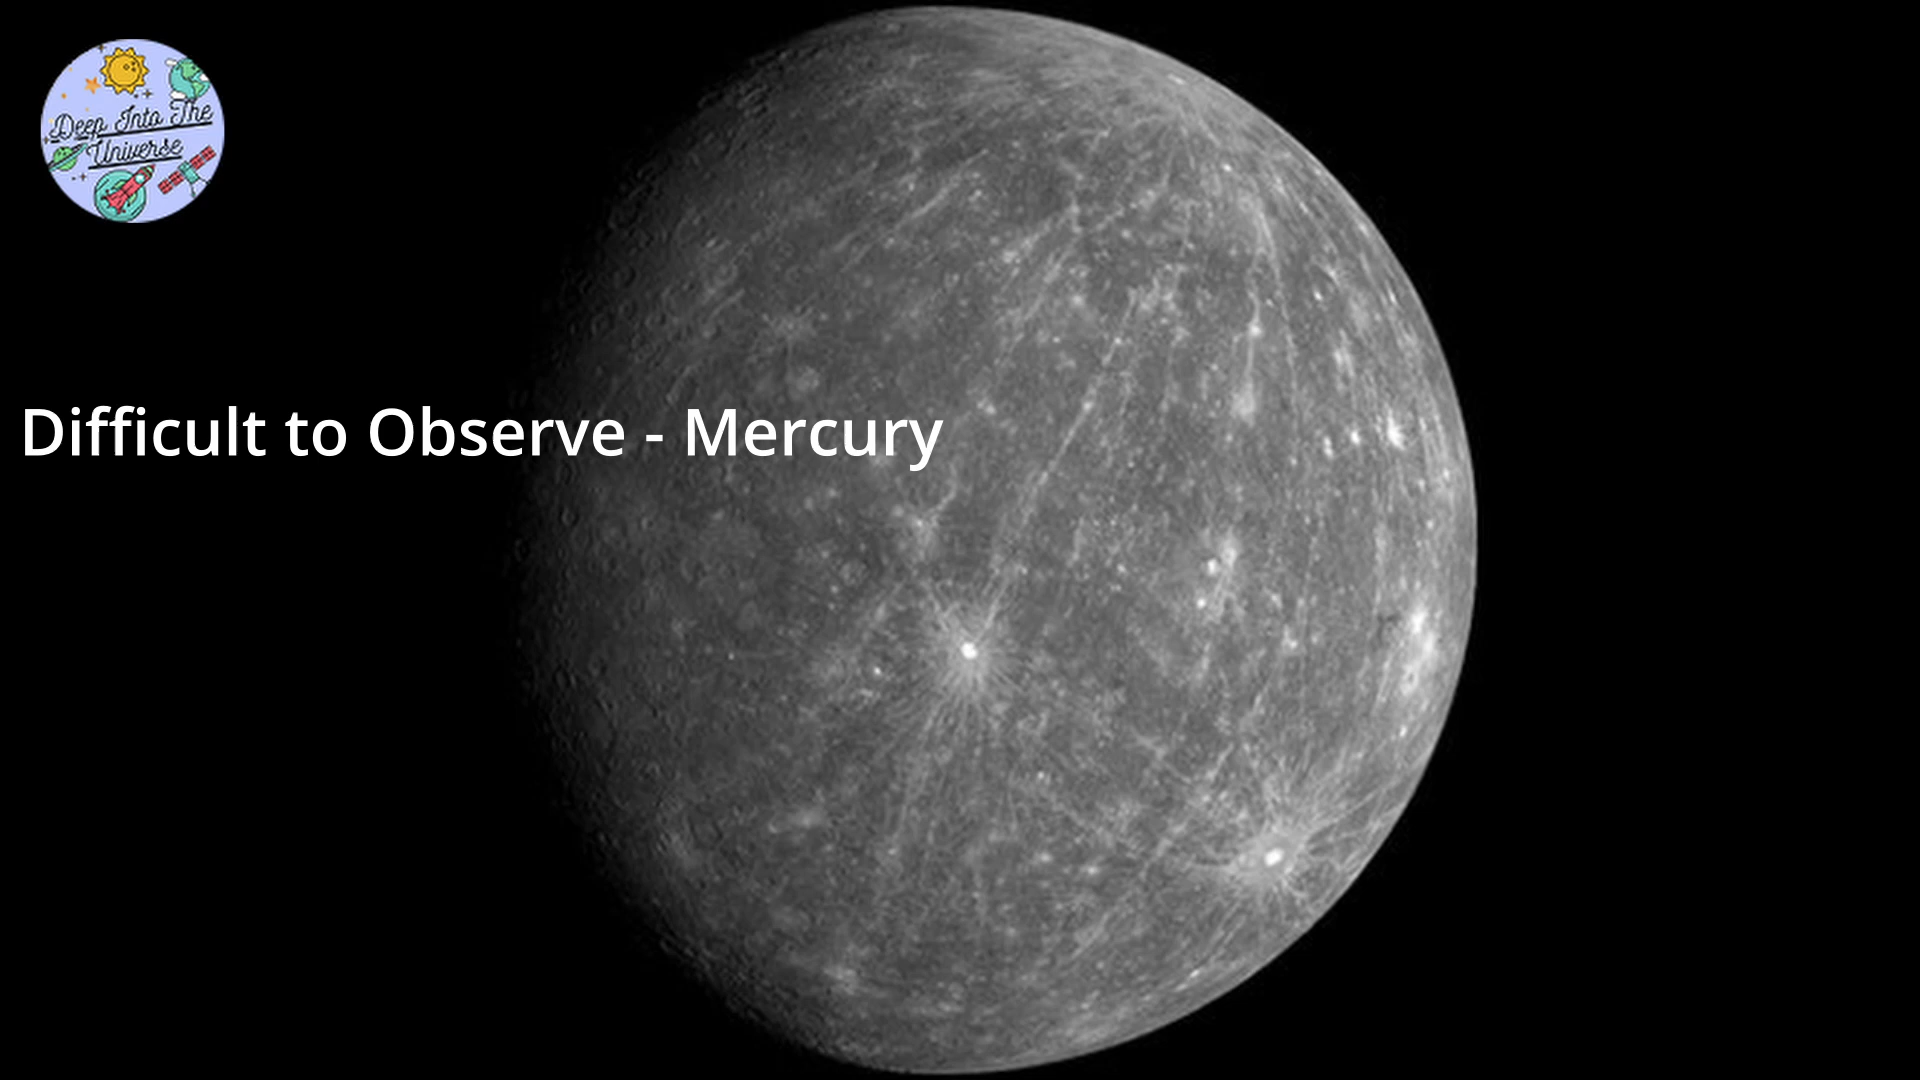 Deep Into The
Universe
Difficult to Observe - Mercury